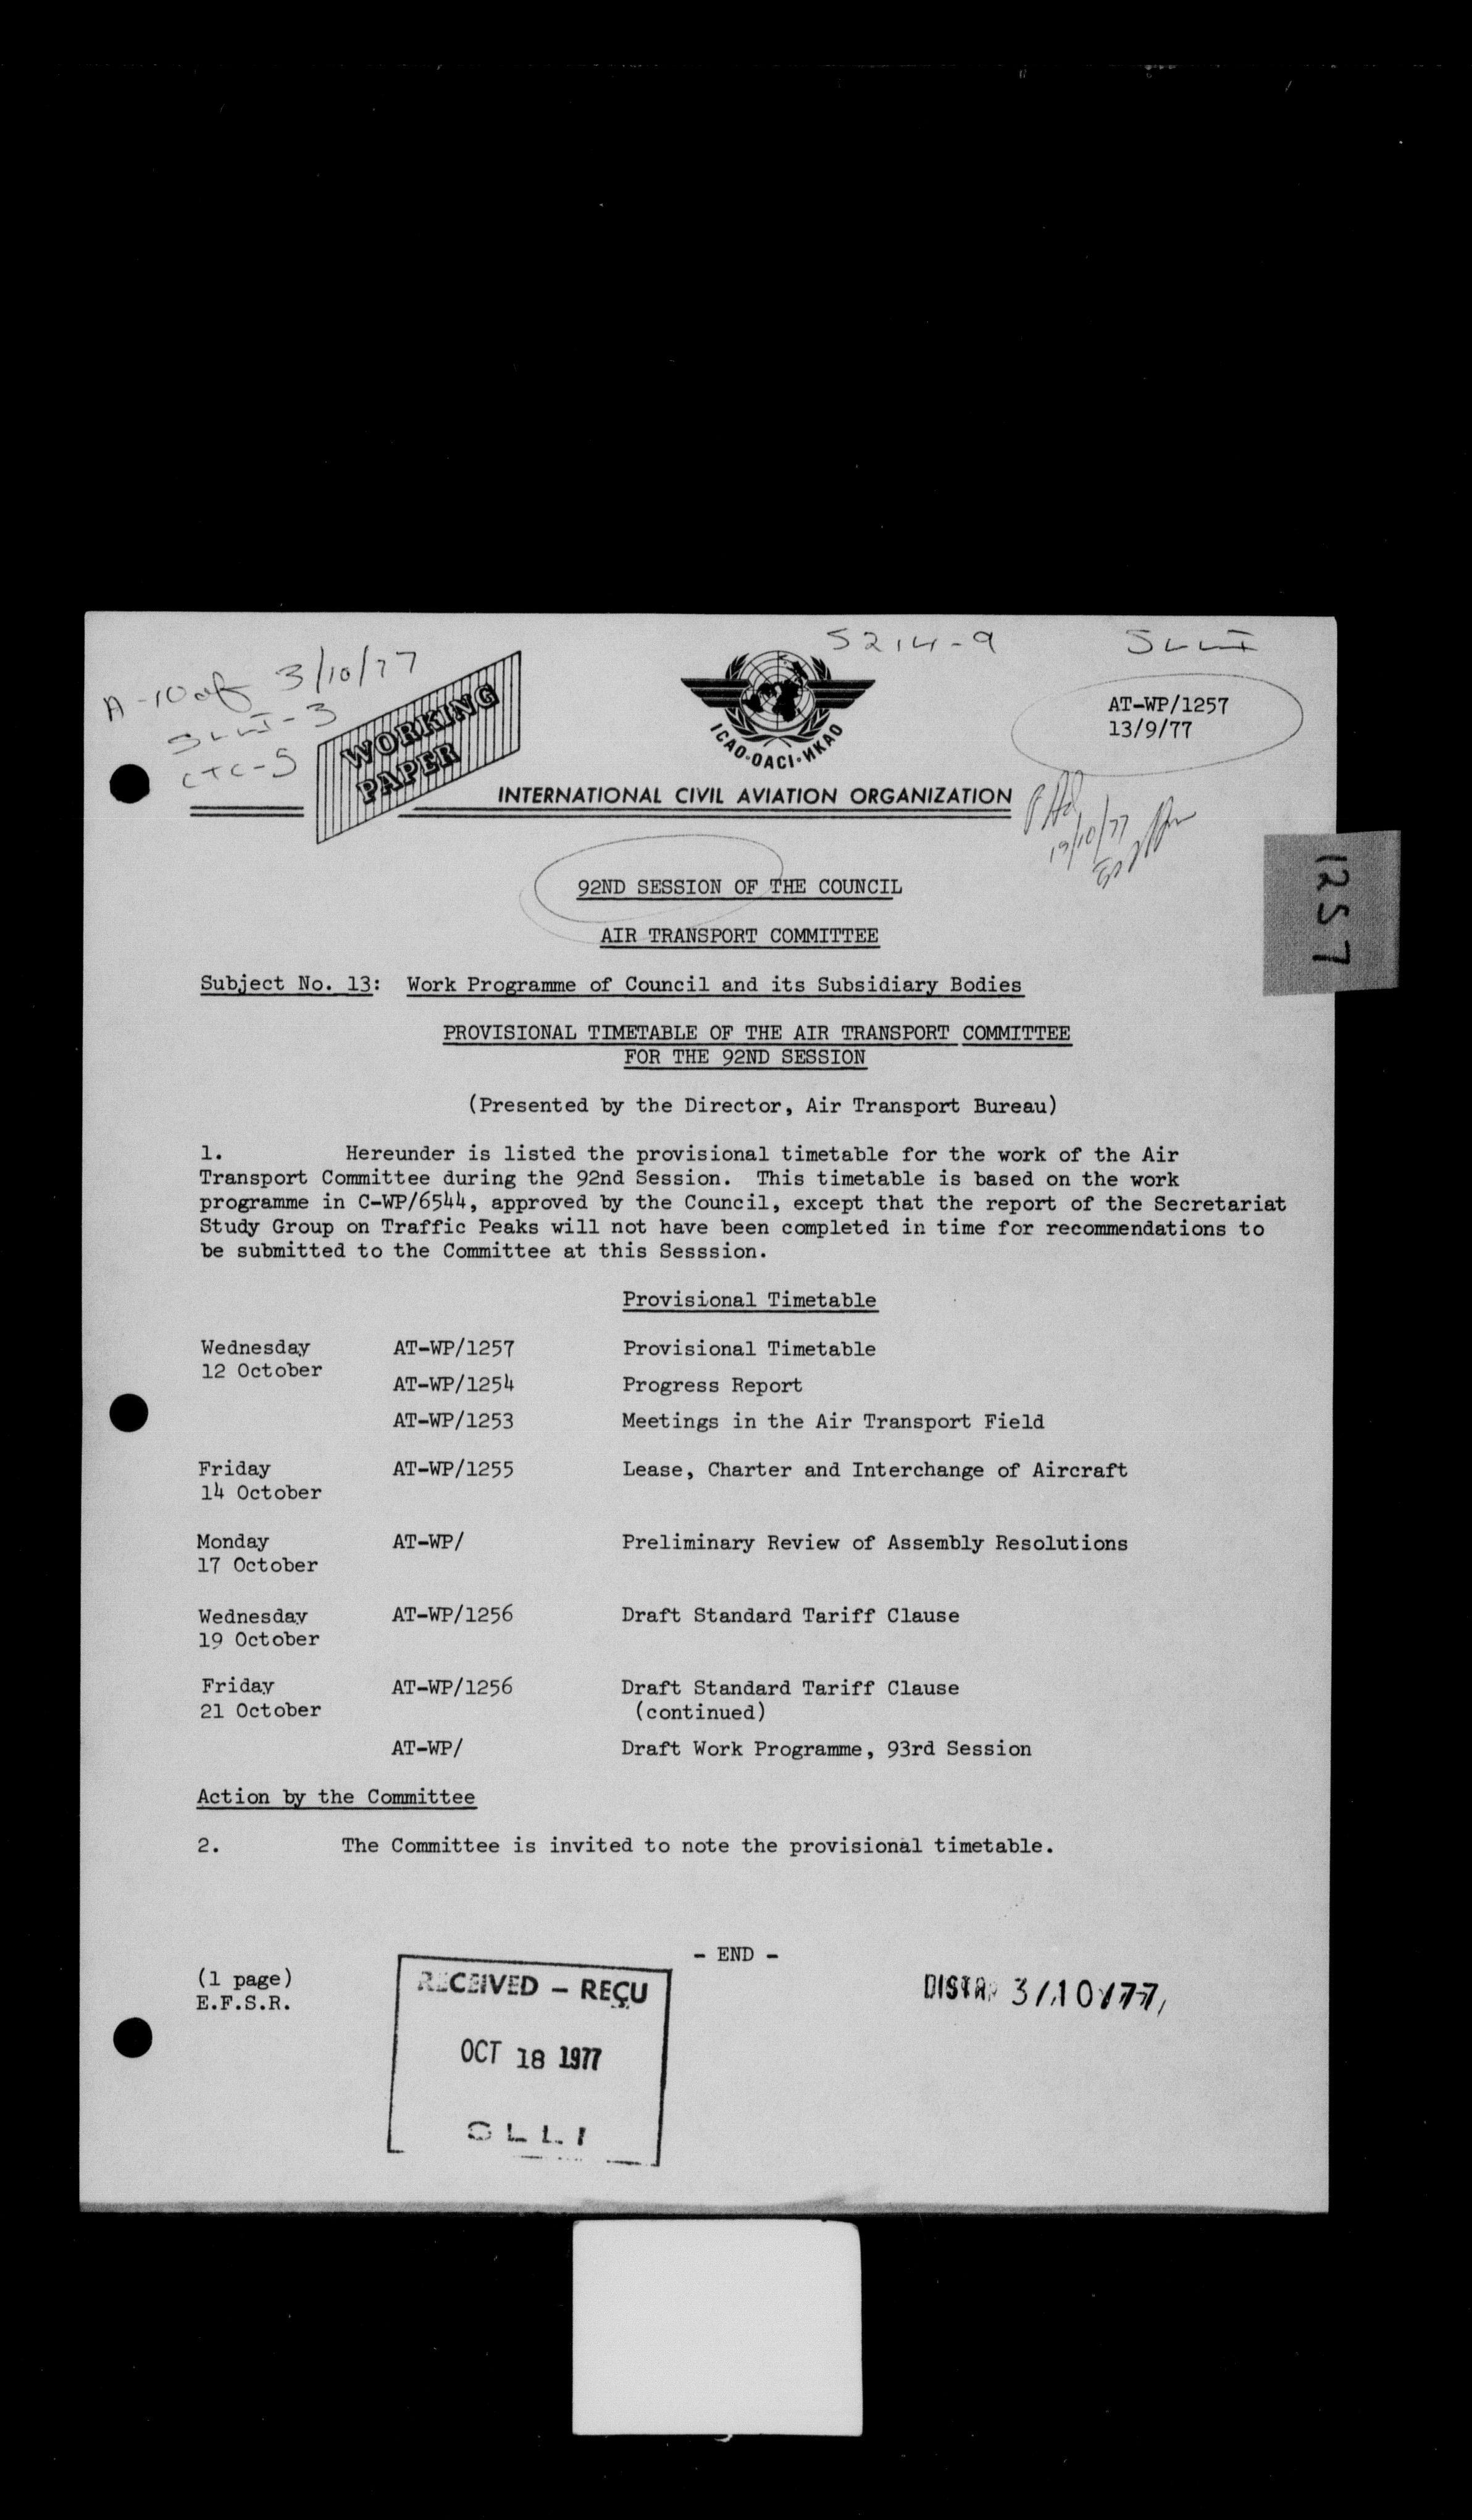 5214-9
SLLI
A-10 3/10/77
SLLI-3
CTC-5
WORKING
PAPER
ICAO·OACI·ИКАО
AT-WP/1257
13/9/77
INTERNATIONAL CIVIL AVIATION ORGANIZATION
19/10/77
1257
92ND SESSION OF THE COUNCIL
AIR TRANSPORT COMMITTEE
Subject No. 13: Work Programme of Council and its Subsidiary Bodies
PROVISIONAL TIMETABLE OF THE AIR TRANSPORT COMMITTEE
FOR THE 92ND SESSION
(Presented by the Director, Air Transport Bureau)
1. Hereunder is listed the provisional timetable for the work of the Air
Transport Committee during the 92nd Session. This timetable is based on the work
programme in C-WP/6544, approved by the Council, except that the report of the Secretariat
Study Group on Traffic Peaks will not have been completed in time for recommendations to
be submitted to the Committee at this Sesssion.
Provisional Timetable
Wednesday AT-WP/1257 Provisional Timetable
12 October
AT-WP/1254 Progress Report
AT-WP/1253 Meetings in the Air Transport Field
Friday AT-WP/1255 Lease, Charter and Interchange of Aircraft
14 October
Monday AT-WP/ Preliminary Review of Assembly Resolutions
17 October
Wednesday AT-WP/1256 Draft Standard Tariff Clause
19 October
Friday AT-WP/1256 Draft Standard Tariff Clause
21 October (continued)
AT-WP/ Draft Work Programme, 93rd Session
Action by the Committee
2. The Committee is invited to note the provisional timetable.
- END -
(1 page)
E.F.S.R.
RECEIVED - REÇU
OCT 18 1977
SLLI
DISTR. 3/10/77